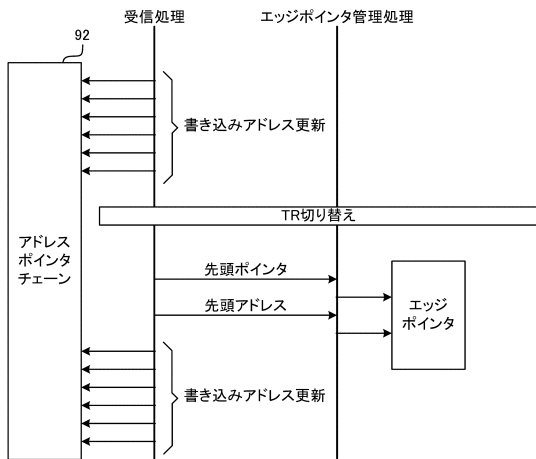 92
受信処理
エッジポインタ管理処理
書き込みアドレス更新
TR切り替え
アドレス
ポインタ
チェーン
先頭ポインタ
先頭アドレス
エッジ
ポインタ
書き込みアドレス更新